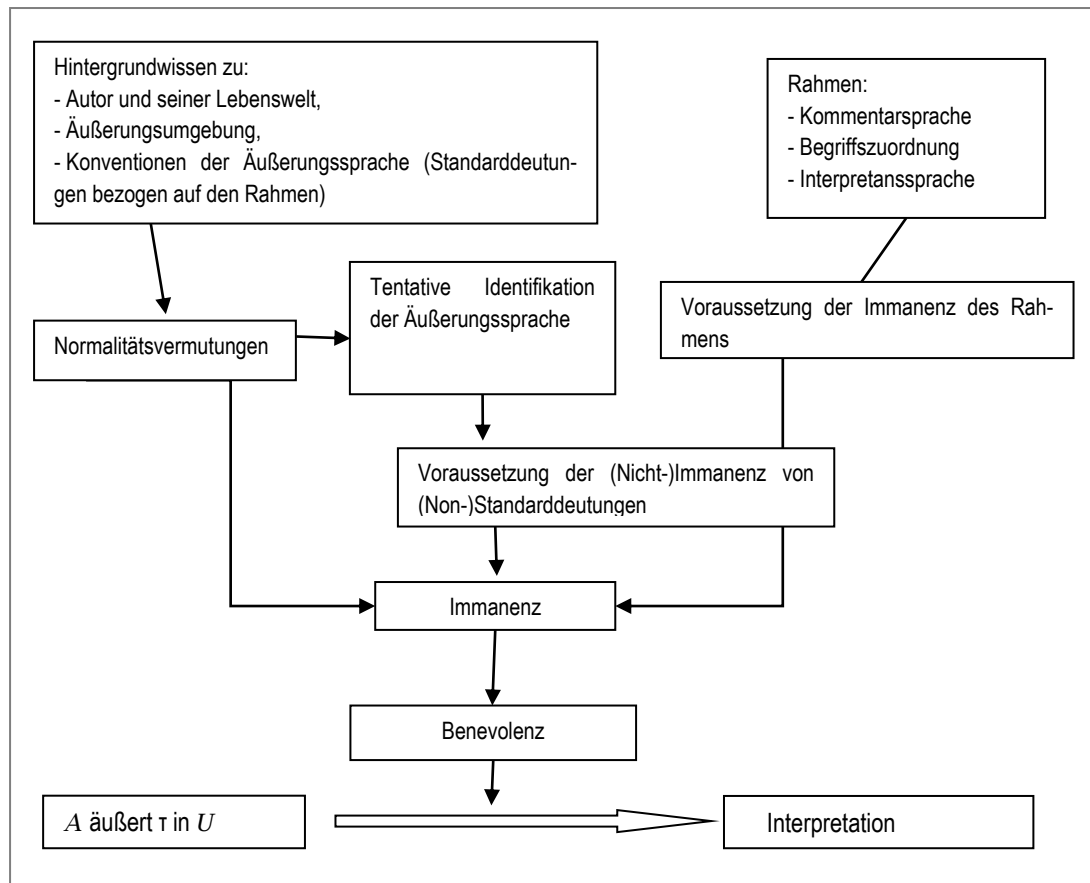 Hintergrundwissen zu:
- Autor und seiner Lebenswelt,
- Äußerungsumgebung,
- Konventionen der Äußerungssprache (Standarddeutun-
gen bezogen auf den Rahmen)
Rahmen:
- Kommentarsprache
- Begriffszuordnung
- Interpretanssprache
Tentative Identifikation
der Äußerungssprache
Voraussetzung der Immanenz des Rah-
mens
Normalitätsvermutungen
Voraussetzung der (Nicht-)Immanenz von
(Non-)Standarddeutungen
Immanenz
Benevolenz
A äußert τ in U
Interpretation